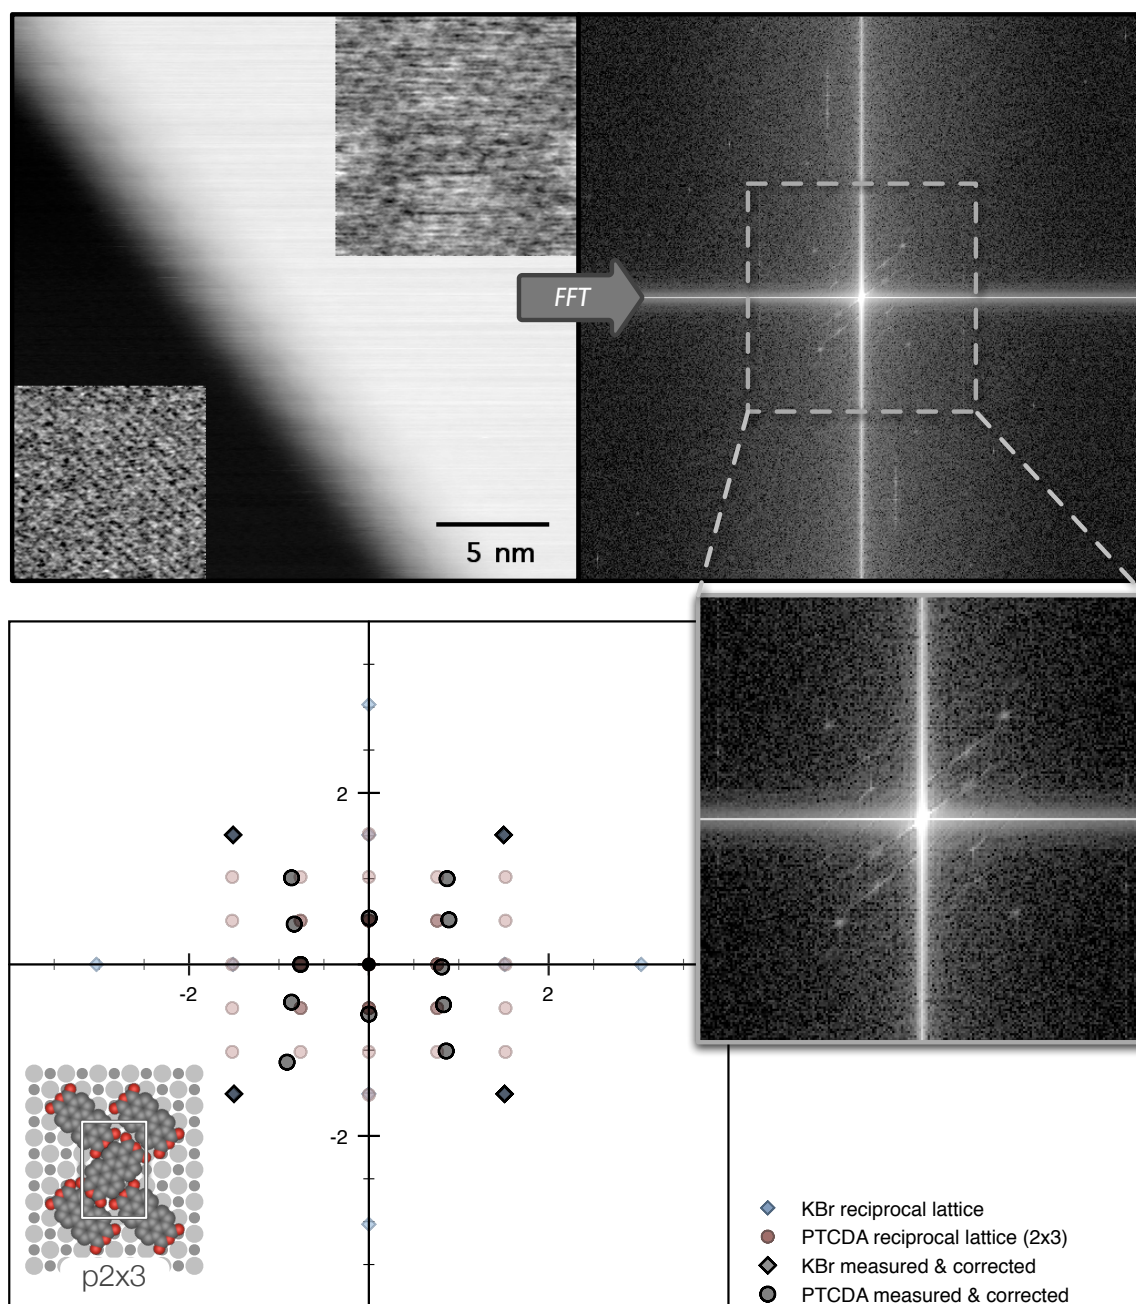 FFT
5 nm
2
-2
2
-2
p2x3
KBr reciprocal lattice
PTCDA reciprocal lattice (2x3)
KBr measured & corrected
PTCDA measured & corrected